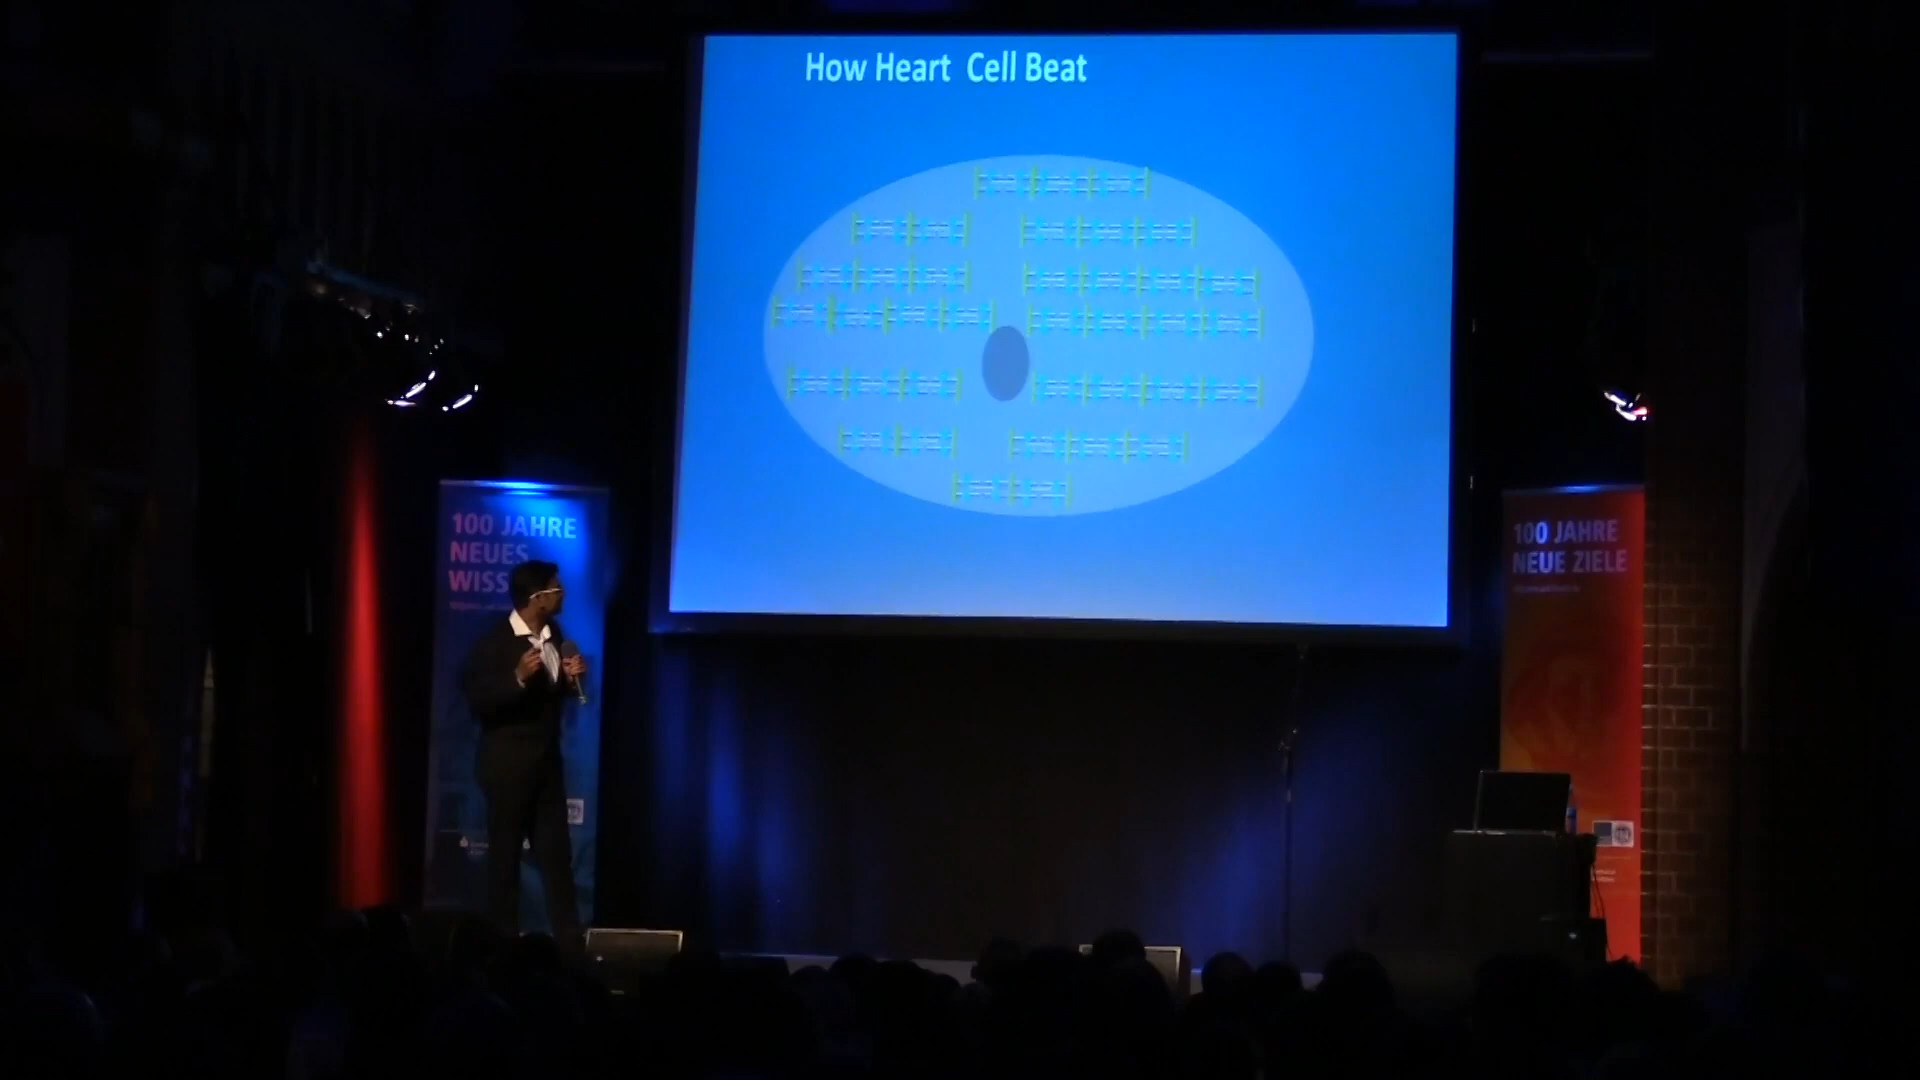 How Heart  Cell Beat
100 JAHRE
NEUES
WISS
100 JAHRE
NEUE ZIELE